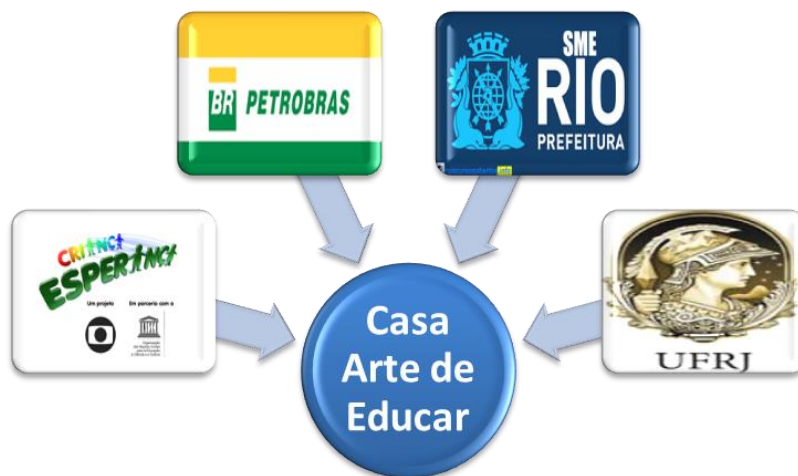 BR PETROBRAS
SME
RIO
PREFEITURA
CRIANÇA
ESPERANÇA
Um projeto
Em parceria com a
UFRJ
Casa
Arte de
Educar